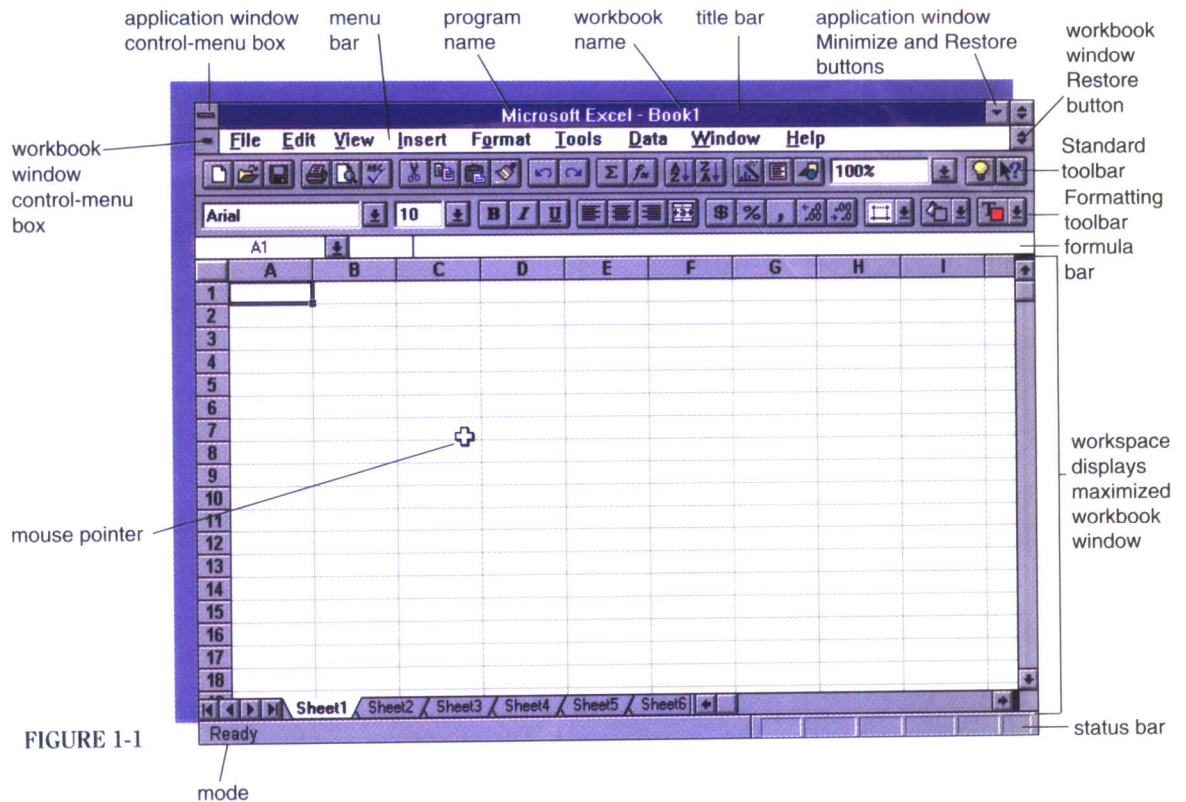 application window
control-menu box
menu
bar
program
name
workbook
name
title bar
application window
Minimize and Restore
buttons
workbook
window
Restore
button
Microsoft Excel - Book1
File Edit View Insert Format Tools Data Window Help
workbook
window
control-menu
box
Standard
toolbar
100%
Formatting
toolbar
Arial 10 B I U $ % ,
formula
bar
A1
A B C D E F G H I
1
2
3
4
5
6
7
8
9
10
11
12
13
14
15
16
17
18
mouse pointer
workspace
displays
maximized
workbook
window
Sheet1 Sheet2 Sheet3 Sheet4 Sheet5 Sheet6
Ready
status bar
FIGURE 1-1
mode